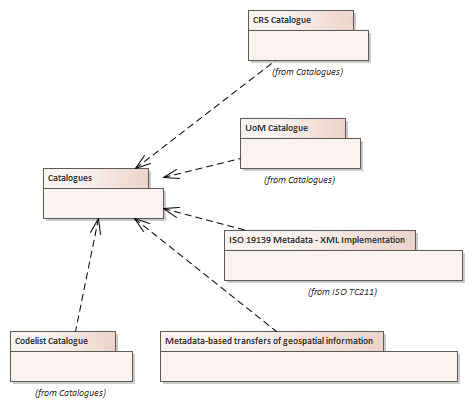 CRS Catalogue
(from Catalogues)
UoM Catalogue
(from Catalogues)
Catalogues
ISO 19139 Metadata - XML Implementation
(from ISO TC211)
Codelist Catalogue
(from Catalogues)
Metadata-based transfers of geospatial information